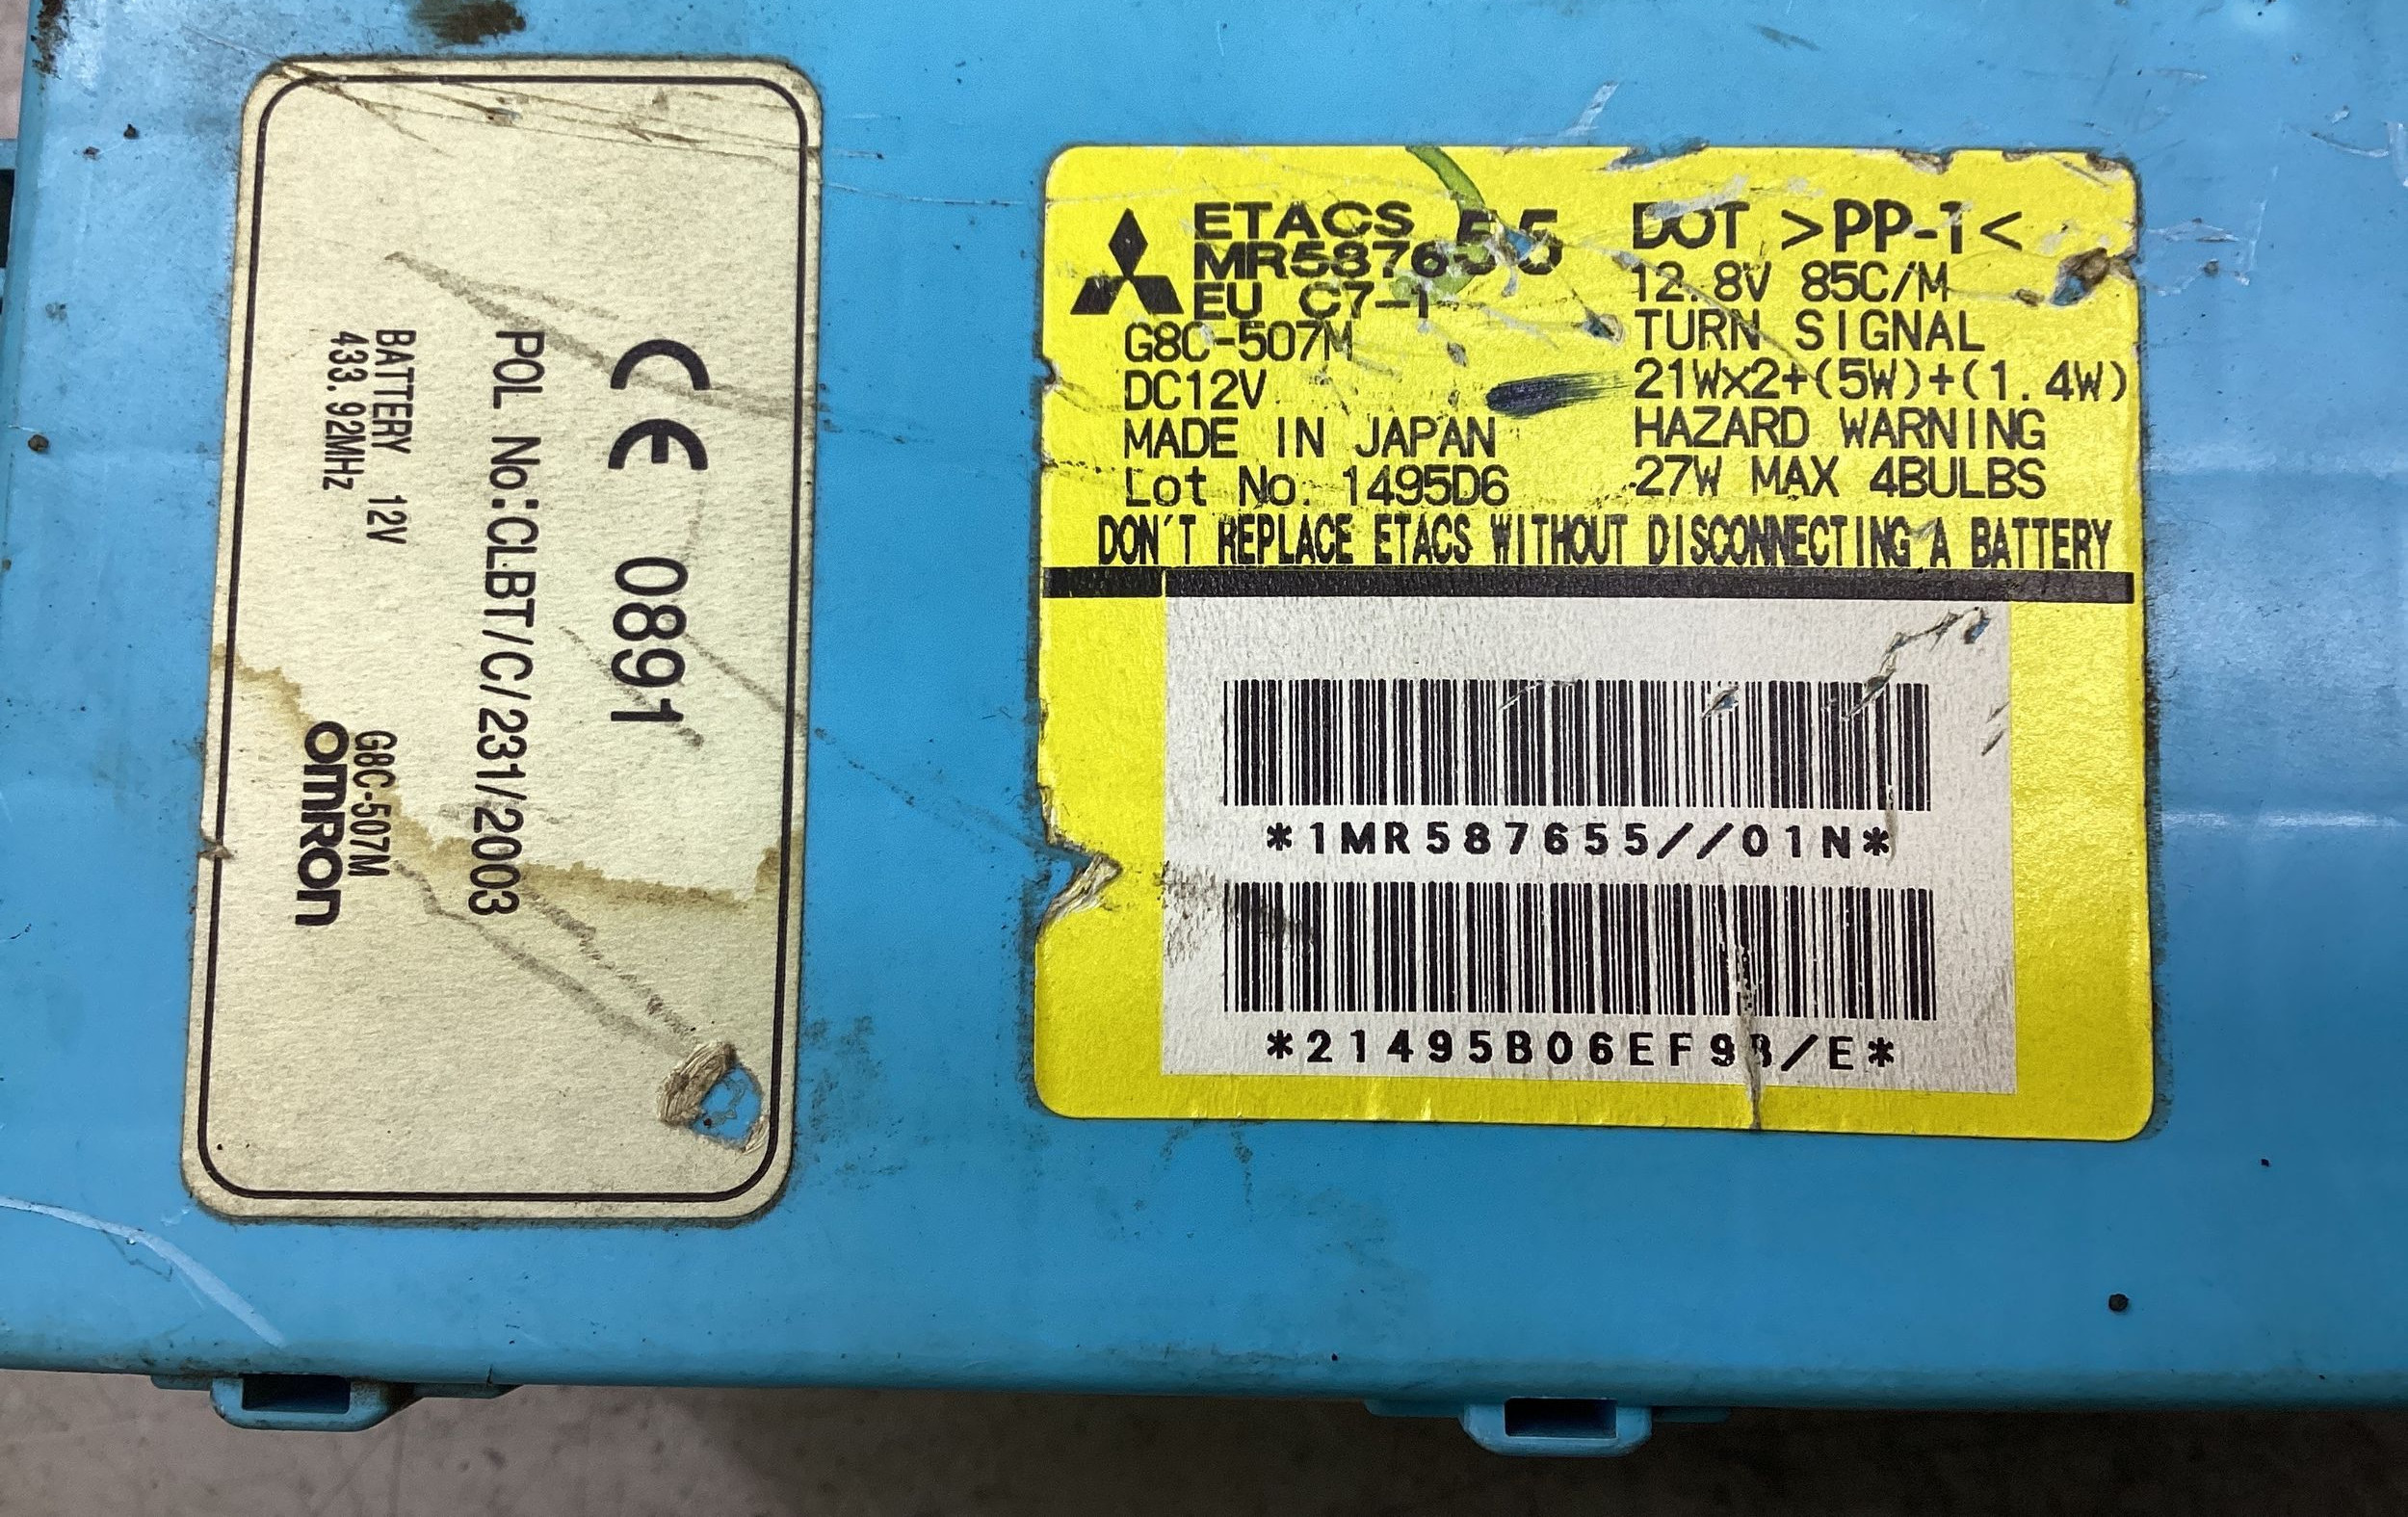 CE 0891
POL No:CLBT/C/231/2003
BATTERY 12V
433.92MHz
G8C-507M
OMRON
ETACS
MR587655
55
EU C7-1
G8C-507M
DC12V
MADE IN JAPAN
Lot No. 1495D6
DOT >PP-T<
12.8V 85C/M
TURN SIGNAL
21Wx2+(5W)+(1.4W)
HAZARD WARNING
27W MAX 4BULBS
DON'T REPLACE ETACS WITHOUT DISCONNECTING A BATTERY
*1MR587655//01N*
*21495B06EF9B/E*